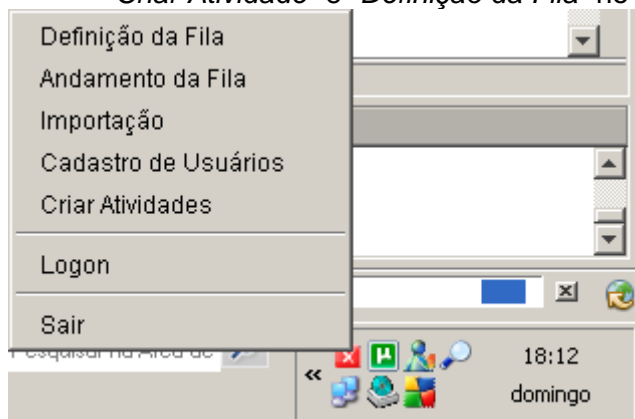 "Criar Atividade" e "Definição da Fila" no
Definição da Fila
Andamento da Fila
Importação
Cadastro de Usuários
Criar Atividades
Logon
Sair
Pesquisar na Área de
«
18:12
domingo